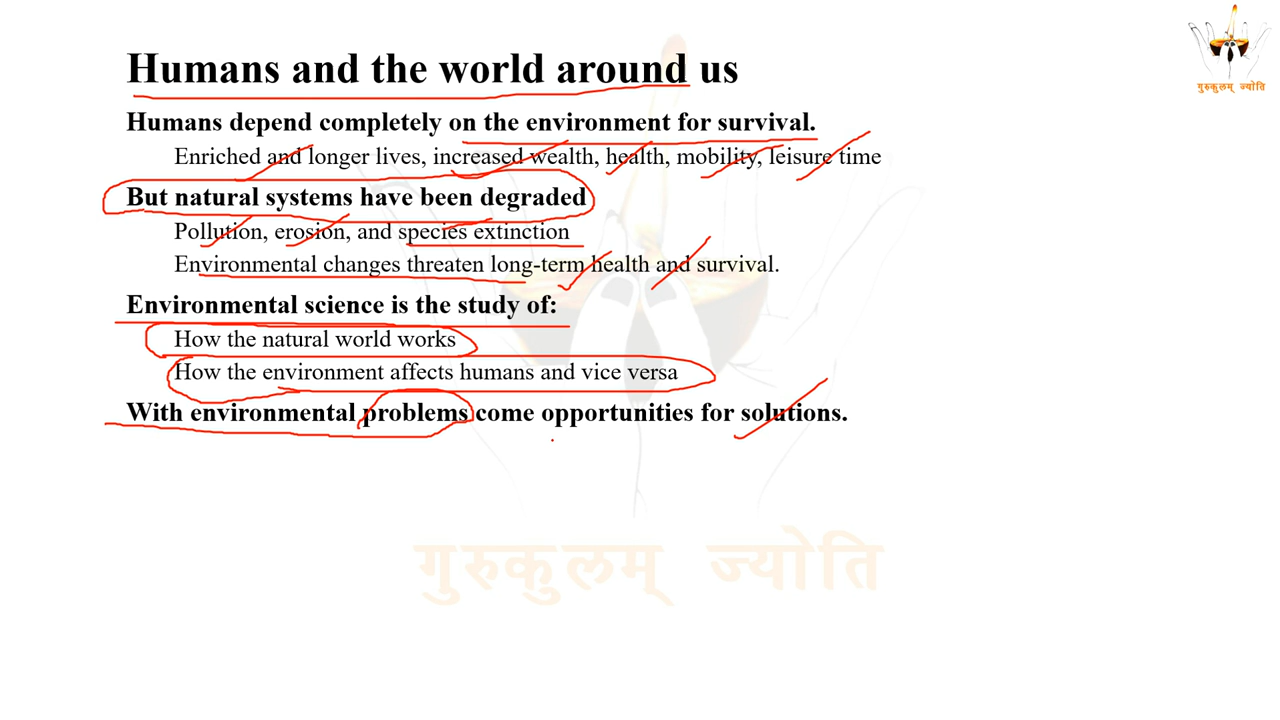 गुरुकुलम् ज्योति
Humans and the world around us
Humans depend completely on the environment for survival.
Enriched and longer lives, increased wealth, health, mobility, leisure time
But natural systems have been degraded
Pollution, erosion, and species extinction
Environmental changes threaten long-term health and survival.
Environmental science is the study of:
How the natural world works
How the environment affects humans and vice versa
With environmental problems come opportunities for solutions.
गुरुकुलम् ज्योति